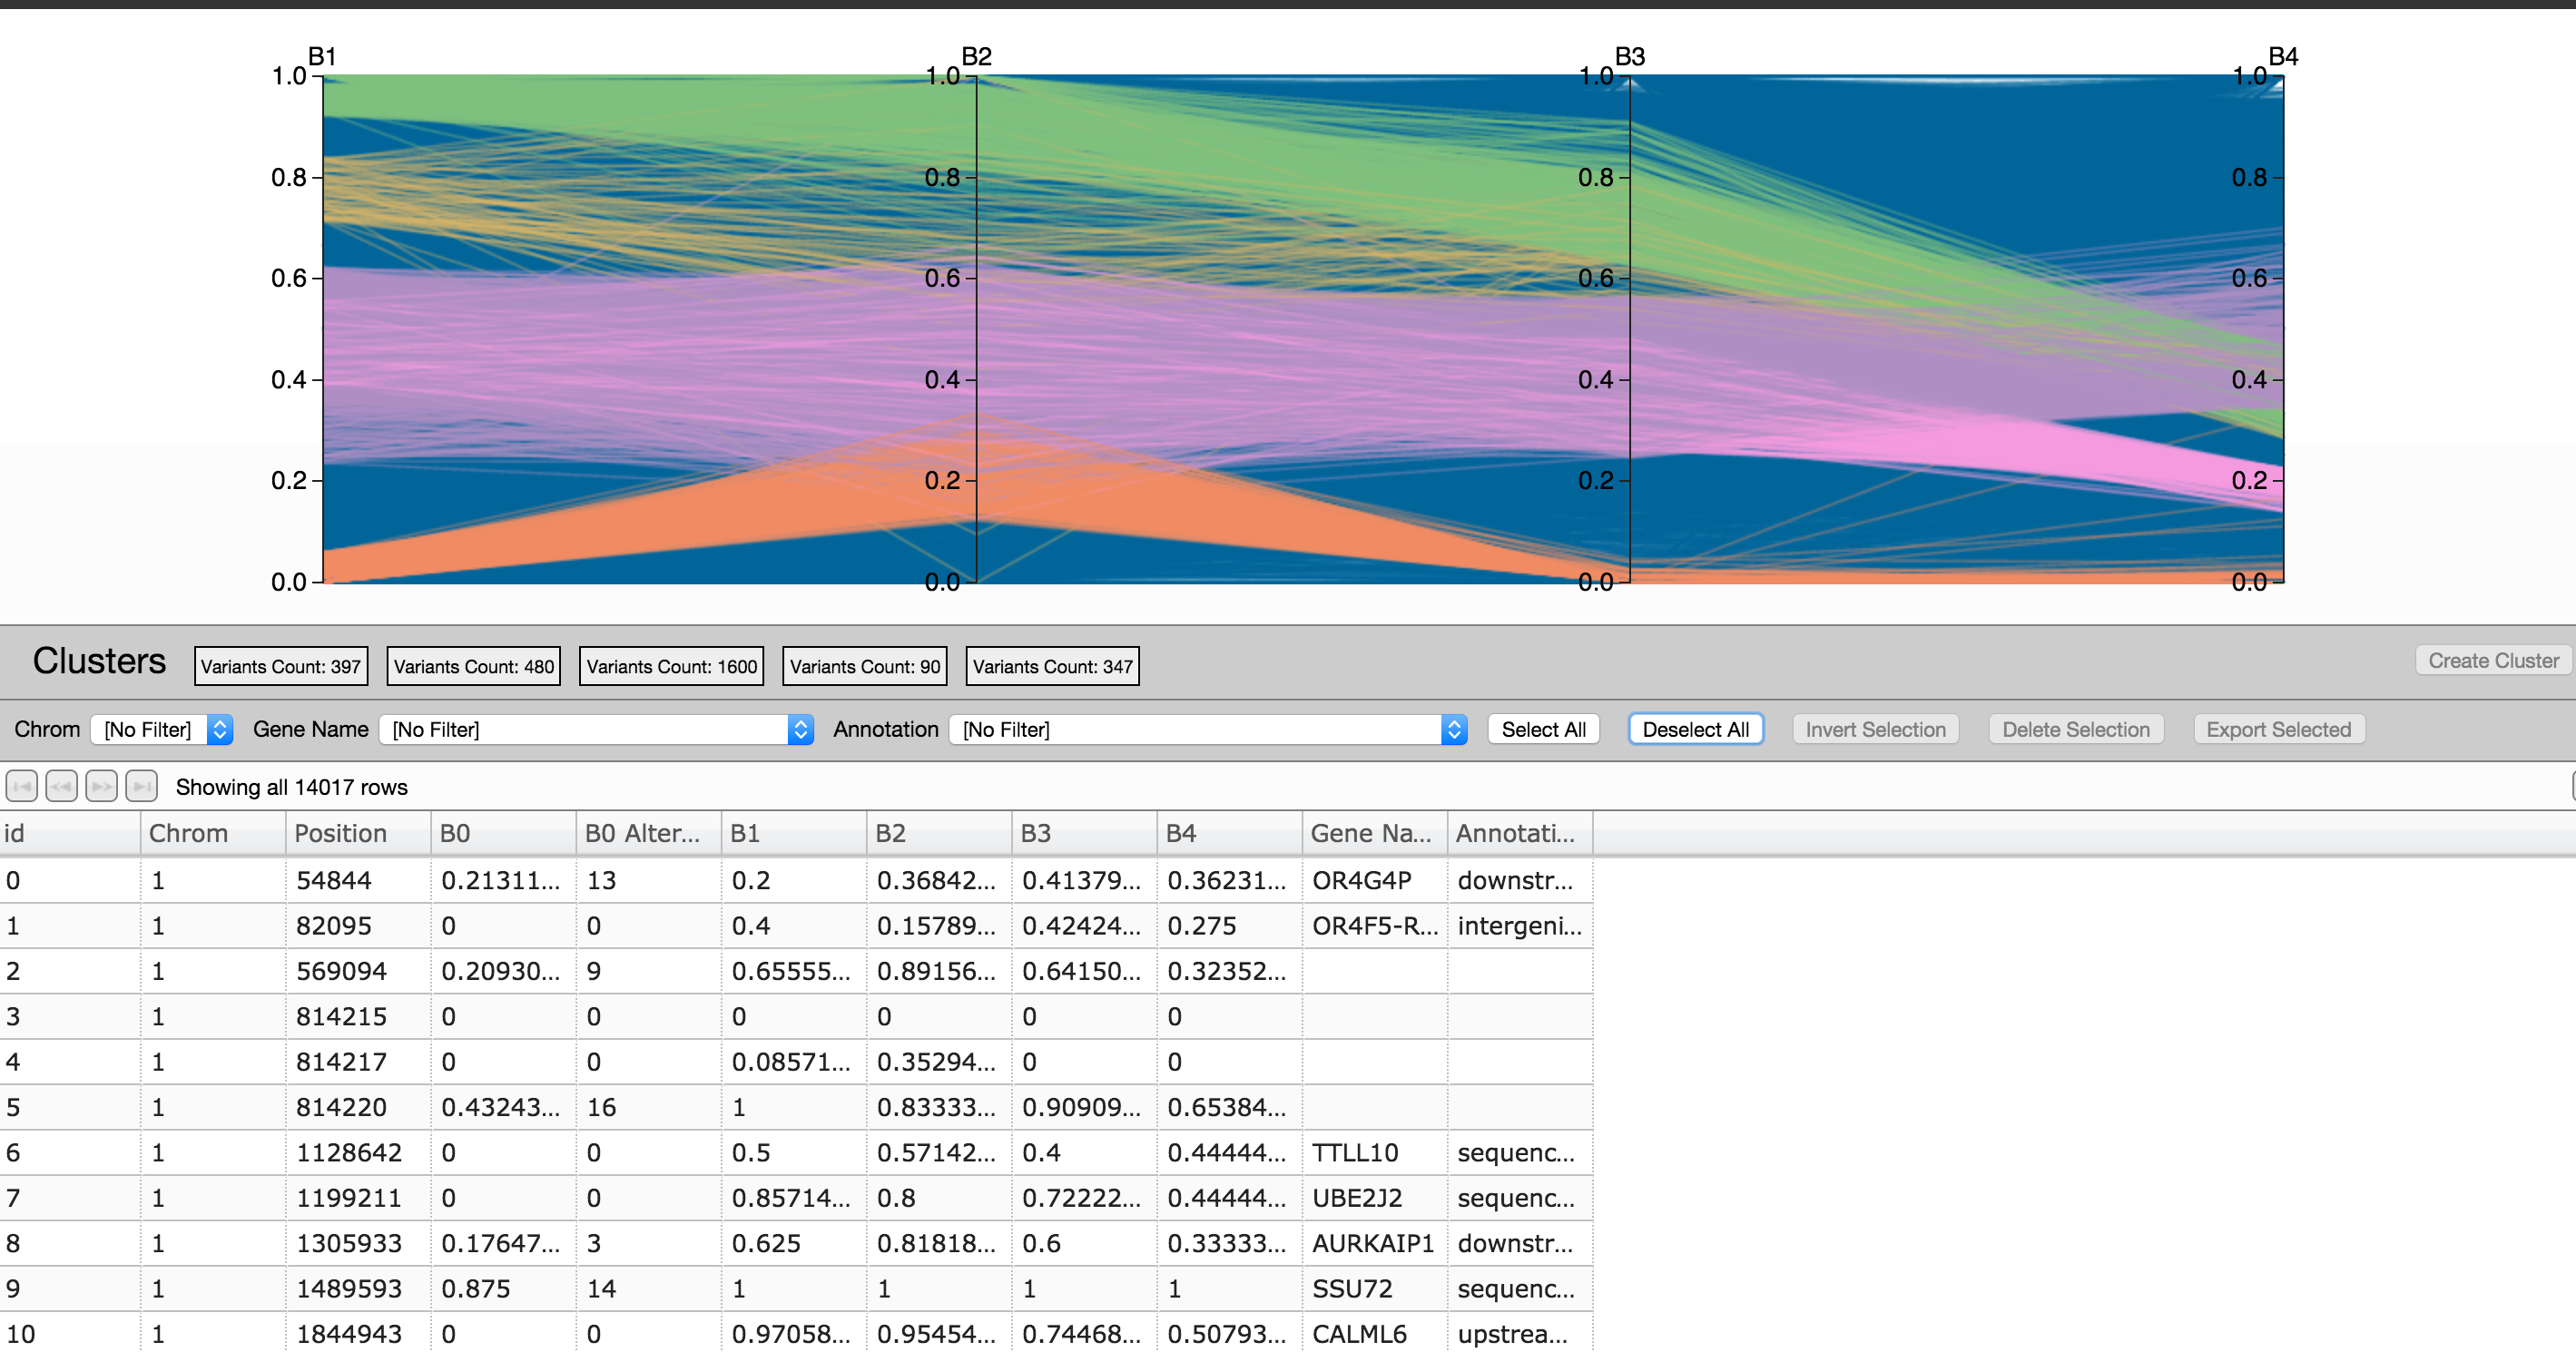 B1 B2 B3 B4
1.0 1.0 1.0 1.0
0.8 0.8 0.8 0.8
0.6 0.6 0.6 0.6
0.4 0.4 0.4 0.4
0.2 0.2 0.2 0.2
0.0 0.0 0.0 0.0
Clusters Variants Count: 397 Variants Count: 480 Variants Count: 1600 Variants Count: 90 Variants Count: 347 Create Cluster
Chrom [No Filter] Gene Name [No Filter] Annotation [No Filter] Select All Deselect All Invert Selection Delete Selection Export Selected
Showing all 14017 rows
id Chrom Position B0 B0 Alter... B1 B2 B3 B4 Gene Na... Annotati...
0 1 54844 0.21311... 13 0.2 0.36842... 0.41379... 0.36231... OR4G4P downstr...
1 1 82095 0 0 0.4 0.15789... 0.42424... 0.275 OR4F5-R... intergeni...
2 1 569094 0.20930... 9 0.65555... 0.89156... 0.64150... 0.32352...
3 1 814215 0 0 0 0 0 0
4 1 814217 0 0 0.08571... 0.35294... 0 0
5 1 814220 0.43243... 16 1 0.83333... 0.90909... 0.65384...
6 1 1128642 0 0 0.5 0.57142... 0.4 0.44444... TTLL10 sequenc...
7 1 1199211 0 0 0.85714... 0.8 0.72222... 0.44444... UBE2J2 sequenc...
8 1 1305933 0.17647... 3 0.625 0.81818... 0.6 0.33333... AURKAIP1 downstr...
9 1 1489593 0.875 14 1 1 1 1 SSU72 sequenc...
10 1 1844943 0 0 0.97058... 0.95454... 0.74468... 0.50793... CALML6 upstrea...